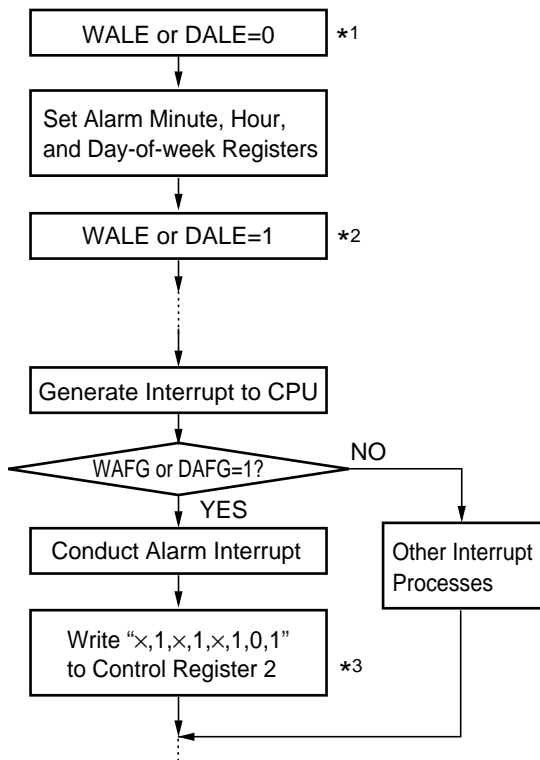 WALE or DALE=0
*1
Set Alarm Minute, Hour,
and Day-of-week Registers
WALE or DALE=1
*2
Generate Interrupt to CPU
WAFG or DAFG=1?
NO
YES
Conduct Alarm Interrupt
Other Interrupt
Processes
Write “×,1,×,1,×,1,0,1”
to Control Register 2
*3